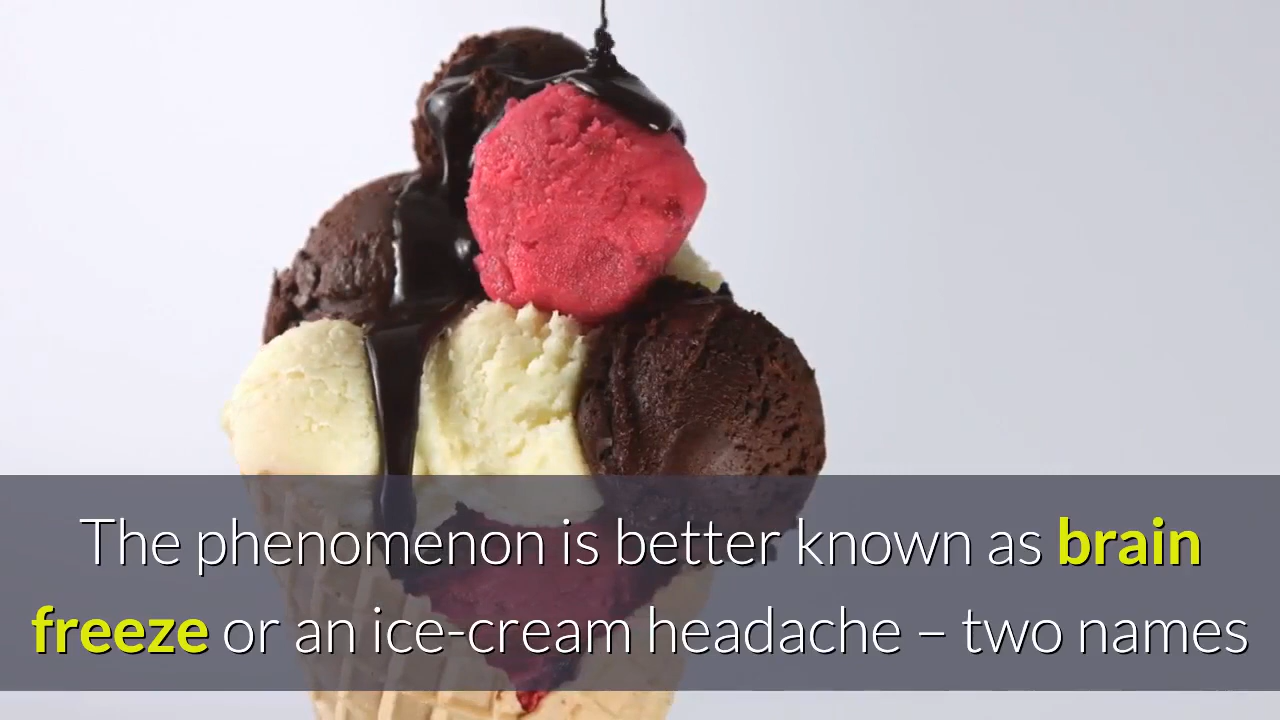 The phenomenon is better known as brain
freeze or an ice-cream headache – two names